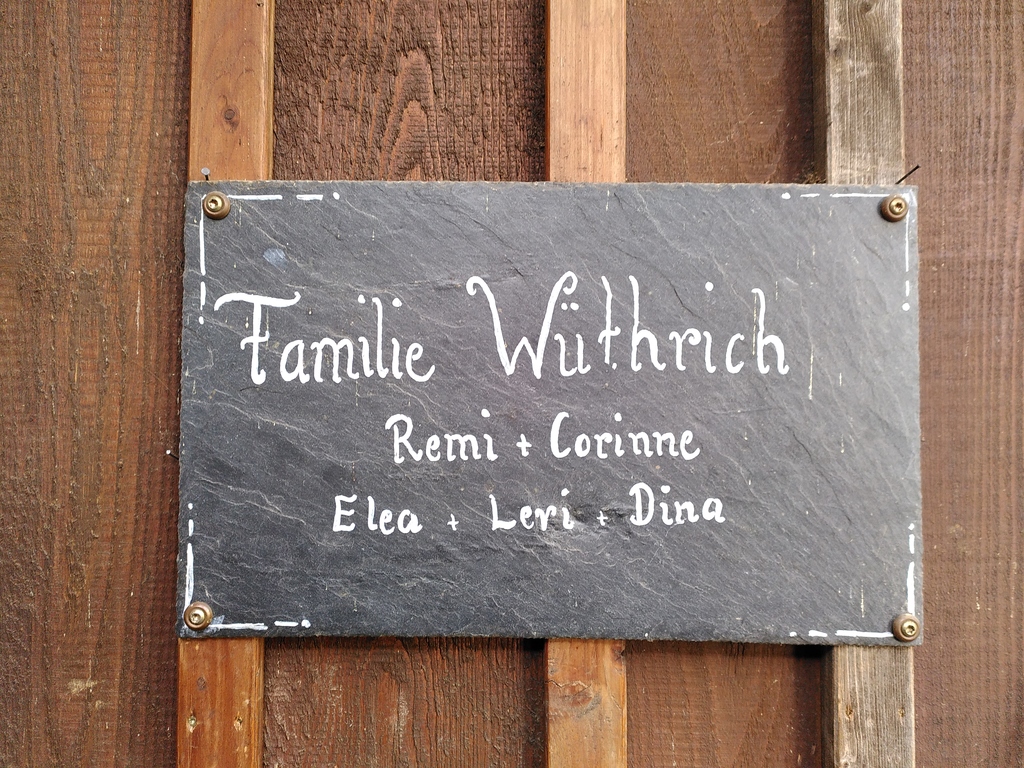 Familie Wüthrich
Remi + Corinne
Elea + Levi + Dina